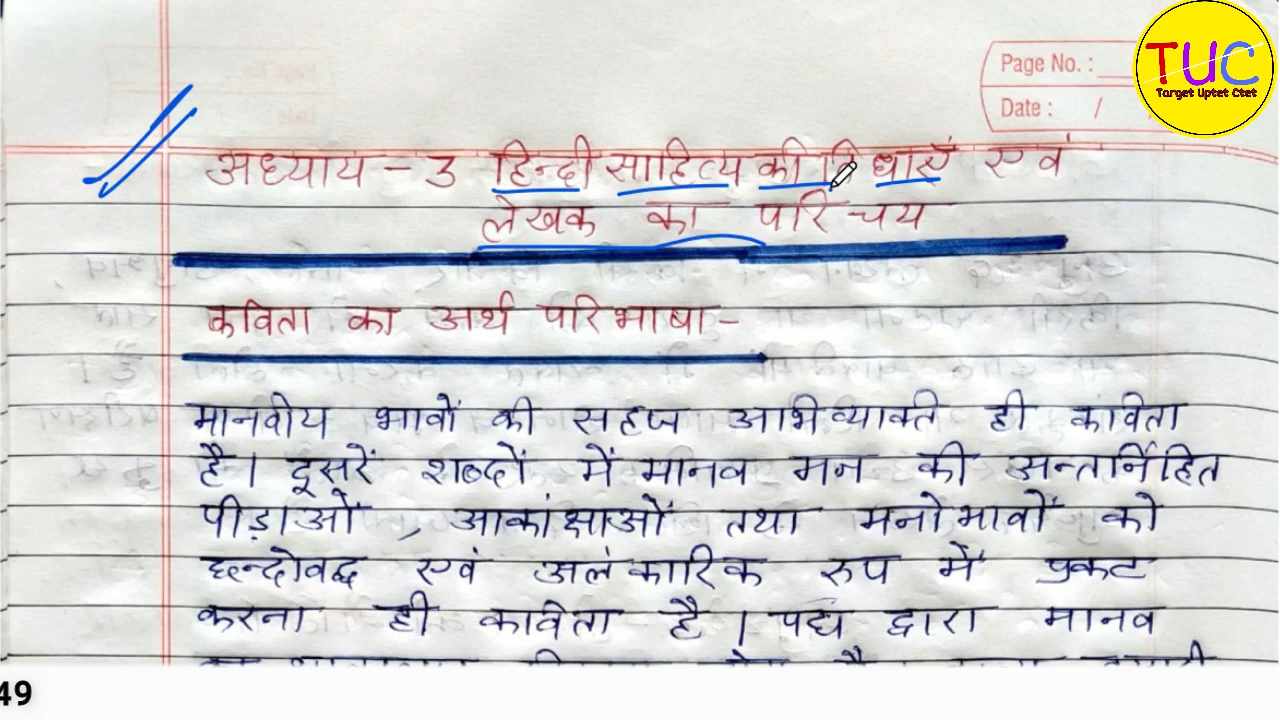 Page No. :
Date : /
TUC
Target Uptet Ctet
अध्याय - 3 हिन्दी साहित्य की विधाएँ एवं
लेखक का परिचय
कविता का अर्थ परिभाषा -
मानवीय भावों की सहज अभिव्यक्ति ही कविता
है। दूसरें शब्दों में मानव मन की अन्तर्निहित
पीड़ाओं , आकांक्षाओं तथा मनोभावों को
छन्दोवद्ध एवं अलंकारिक रुप में प्रकट
करना ही कविता है । पद्य द्वारा मानव
49